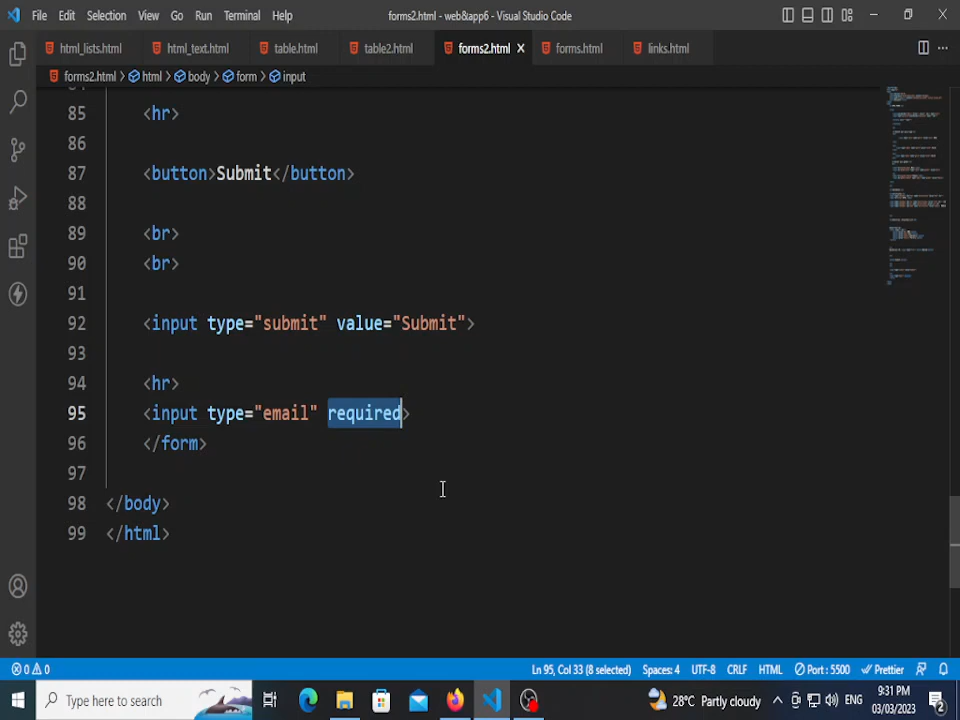 File Edit Selection View Go Run Terminal Help forms2.html - web&app6 - Visual Studio Code
html_lists.html html_text.html table.html table2.html forms2.html forms.html links.html
forms2.html > html > body > form > input
85 <hr>
86
87 <button>Submit</button>
88
89 <br>
90 <br>
91
92 <input type="submit" value="Submit">
93
94 <hr>
95 <input type="email" required>
96 </form>
97
98 </body>
99 </html>
0 0 Ln 95, Col 33 (8 selected) Spaces: 4 UTF-8 CRLF HTML Port : 5500 Prettier
Type here to search 28°C Partly cloudy ENG 9:31 PM
03/03/2023 2